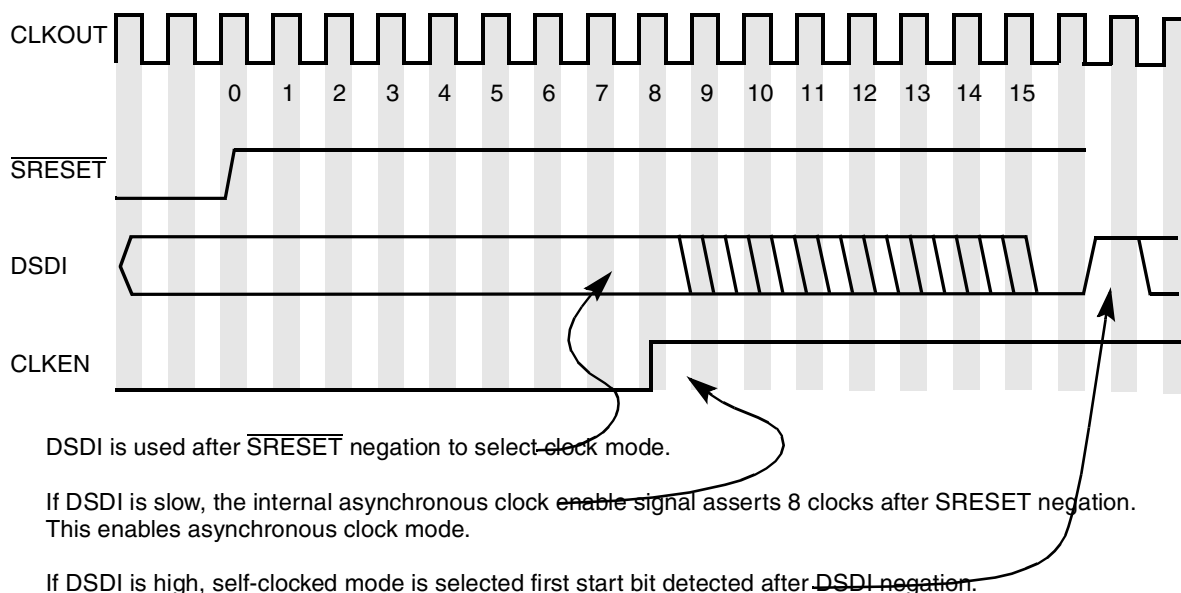 CLKOUT
0 1 2 3 4 5 6 7 8 9 10 11 12 13 14 15
SRESET
DSDI
CLKEN
DSDI is used after SRESET negation to select clock mode.
If DSDI is slow, the internal asynchronous clock enable signal asserts 8 clocks after SRESET negation.
This enables asynchronous clock mode.
If DSDI is high, self-clocked mode is selected first start bit detected after DSDI negation.